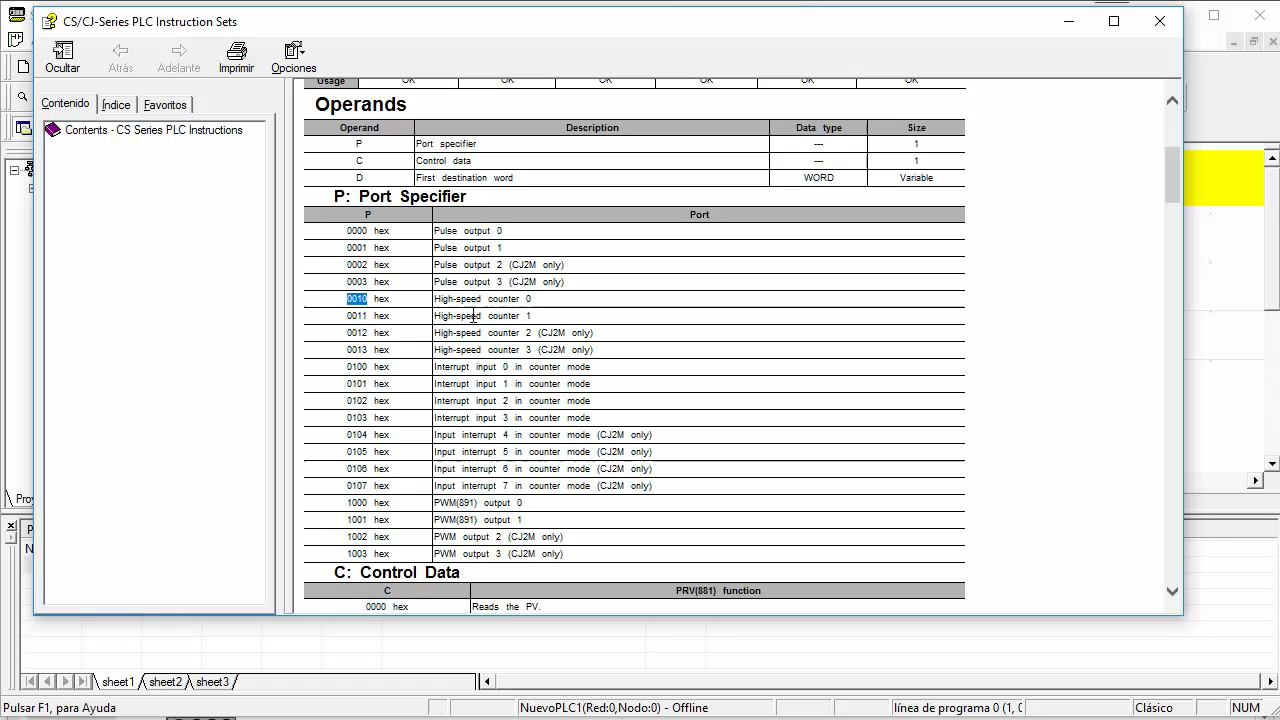 CS/CJ-Series PLC Instruction Sets
Ocultar Atrás Adelante Imprimir Opciones
Contenido Índice Favoritos
Contents - CS Series PLC Instructions
Usage OK OK OK OK OK OK
Operands
Operand Description Data type Size
P Port specifier --- 1
C Control data --- 1
D First destination word WORD Variable
P: Port Specifier
P Port
0000 hex Pulse output 0
0001 hex Pulse output 1
0002 hex Pulse output 2 (CJ2M only)
0003 hex Pulse output 3 (CJ2M only)
0010 hex High-speed counter 0
0011 hex High-speed counter 1
0012 hex High-speed counter 2 (CJ2M only)
0013 hex High-speed counter 3 (CJ2M only)
0100 hex Interrupt input 0 in counter mode
0101 hex Interrupt input 1 in counter mode
0102 hex Interrupt input 2 in counter mode
0103 hex Interrupt input 3 in counter mode
0104 hex Input interrupt 4 in counter mode (CJ2M only)
0105 hex Input interrupt 5 in counter mode (CJ2M only)
0106 hex Input interrupt 6 in counter mode (CJ2M only)
0107 hex Input interrupt 7 in counter mode (CJ2M only)
1000 hex PWM(891) output 0
1001 hex PWM(891) output 1
1002 hex PWM output 2 (CJ2M only)
1003 hex PWM output 3 (CJ2M only)
C: Control Data
C PRV(881) function
0000 hex Reads the PV.
sheet1 sheet2 sheet3
Pulsar F1, para Ayuda NuevoPLC1(Red:0,Nodo:0) - Offline línea de programa 0 (1, Clásico NUM